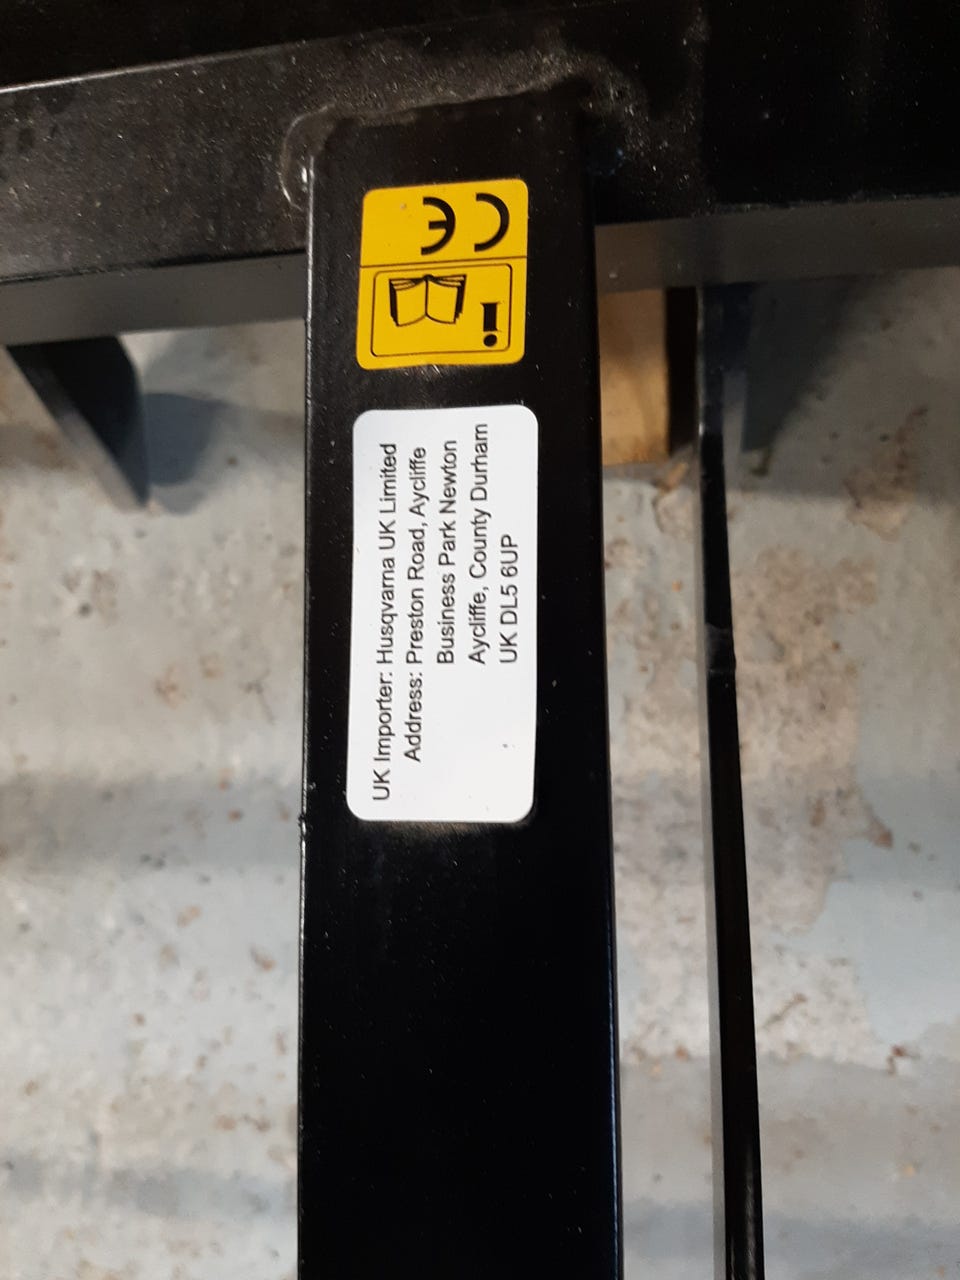 CE
i
UK Importer: Husqvarna UK Limited
Address: Preston Road, Aycliffe
Business Park Newton
Aycliffe, County Durham
UK DL5 6UP